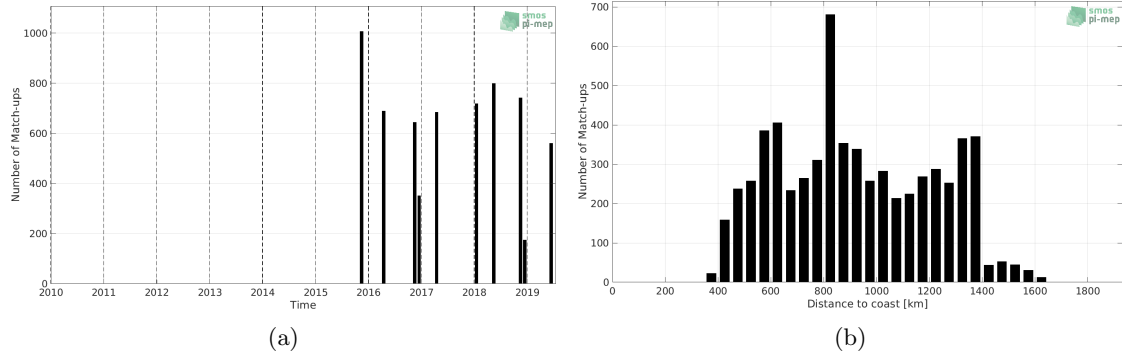 smos
pi-mep
1000
800
600
400
200
0
Number of Match-ups
2010 2011 2012 2013 2014 2015 2016 2017 2018 2019
Time
(a)
smos
pi-mep
700
600
500
400
300
200
100
0
Number of Match-ups
0 200 400 600 800 1000 1200 1400 1600 1800
Distance to coast [km]
(b)